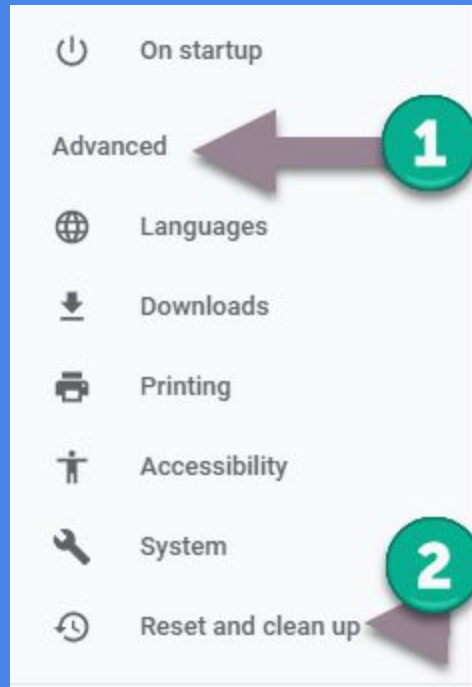 On startup
Advanced
1
Languages
Downloads
Printing
Accessibility
System
2
Reset and clean up